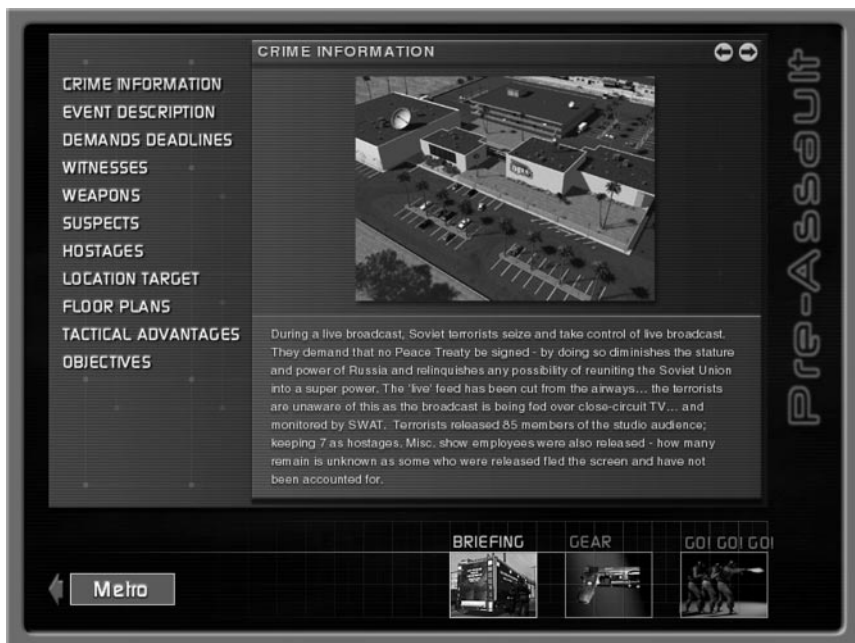 CRIME INFORMATION
CRIME INFORMATION
EVENT DESCRIPTION
DEMANDS DEADLINES
WITNESSES
WEAPONS
SUSPECTS
HOSTAGES
LOCATION TARGET
FLOOR PLANS
TACTICAL ADVANTAGES
OBJECTIVES
During a live broadcast, Soviet terrorists seize and take control of live broadcast.
They demand that no Peace Treaty be signed - by doing so diminishes the stature
and power of Russia and relinquishes any possibility of reuniting the Soviet Union
into a super power. The 'live' feed has been cut from the airways... the terrorists
are unaware of this as the broadcast is being fed over close-circuit TV... and
monitored by SWAT. Terrorists released 85 members of the studio audience;
keeping 7 as hostages. Misc. show employees were also released - how many
remain is unknown as some who were released fled the screen and have not
been accounted for.
Pre-Assault
BRIEFING
GEAR
GO! GO! GO!
Metro